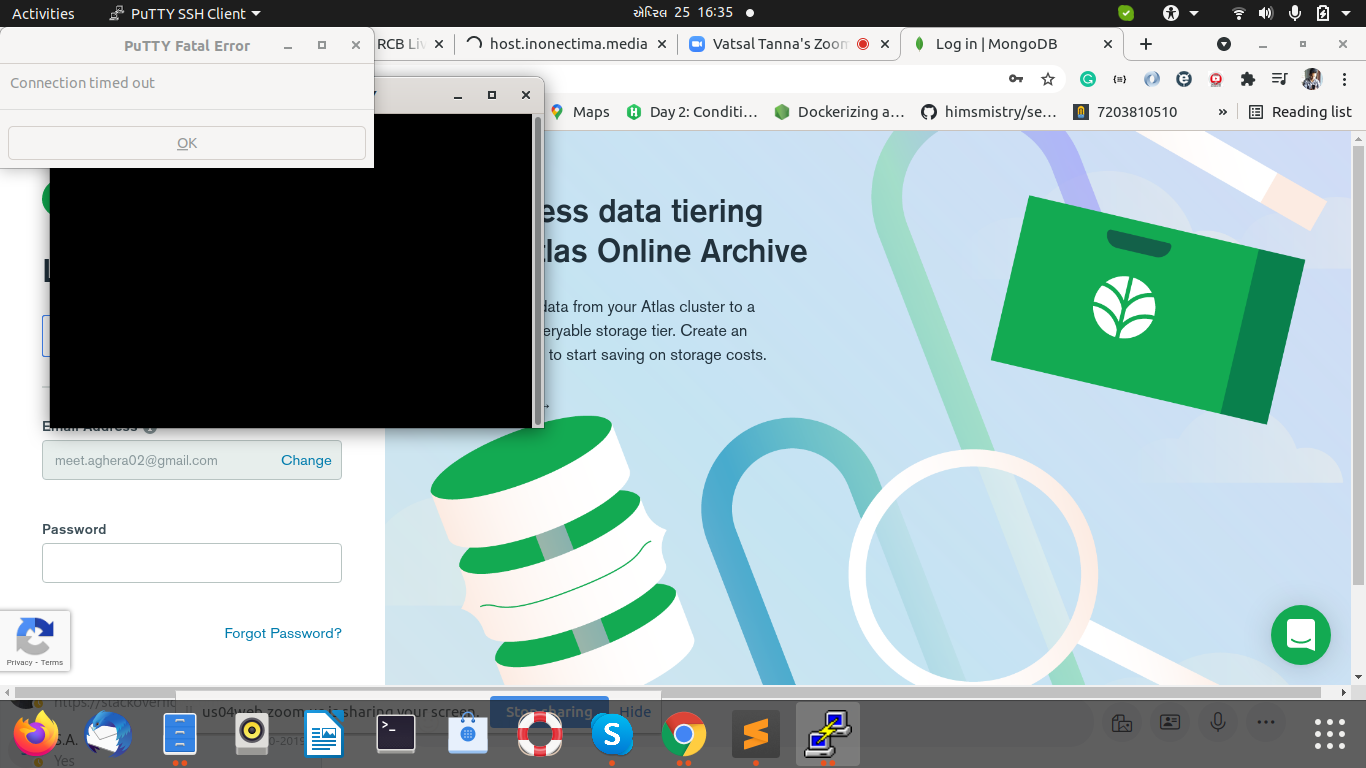 Activities
PuTTY SSH Client
એપ્રિલ 25 16:35
PuTTY Fatal Error
Connection timed out
OK
RCB Liv
host.inonectima.media
Vatsal Tanna's Zoom
Log in | MongoDB
Maps
Day 2: Conditi...
Dockerizing a...
himsmistry/se...
7203810510
»
Reading list
ess data tiering
tlas Online Archive
data from your Atlas cluster to a
eryable storage tier. Create an
to start saving on storage costs.
Email Address
meet.aghera02@gmail.com
Change
Password
Forgot Password?
Privacy - Terms
https://stackoverflo
us04web.zoom.us is sharing your screen.
Stop sharing
Hide
S.A.
Yes